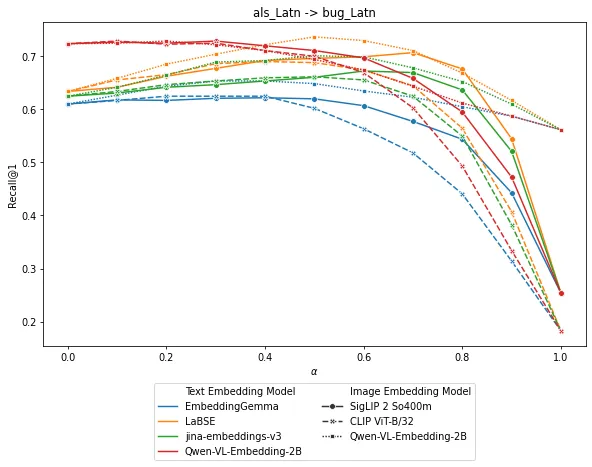 als_Latn -> bug_Latn
Recall@1
0.7
0.6
0.5
0.4
0.3
0.2
0.0
0.2
0.4
0.6
0.8
1.0
α
Text Embedding Model
EmbeddingGemma
LaBSE
jina-embeddings-v3
Qwen-VL-Embedding-2B
Image Embedding Model
SigLIP 2 So400m
CLIP ViT-B/32
Qwen-VL-Embedding-2B